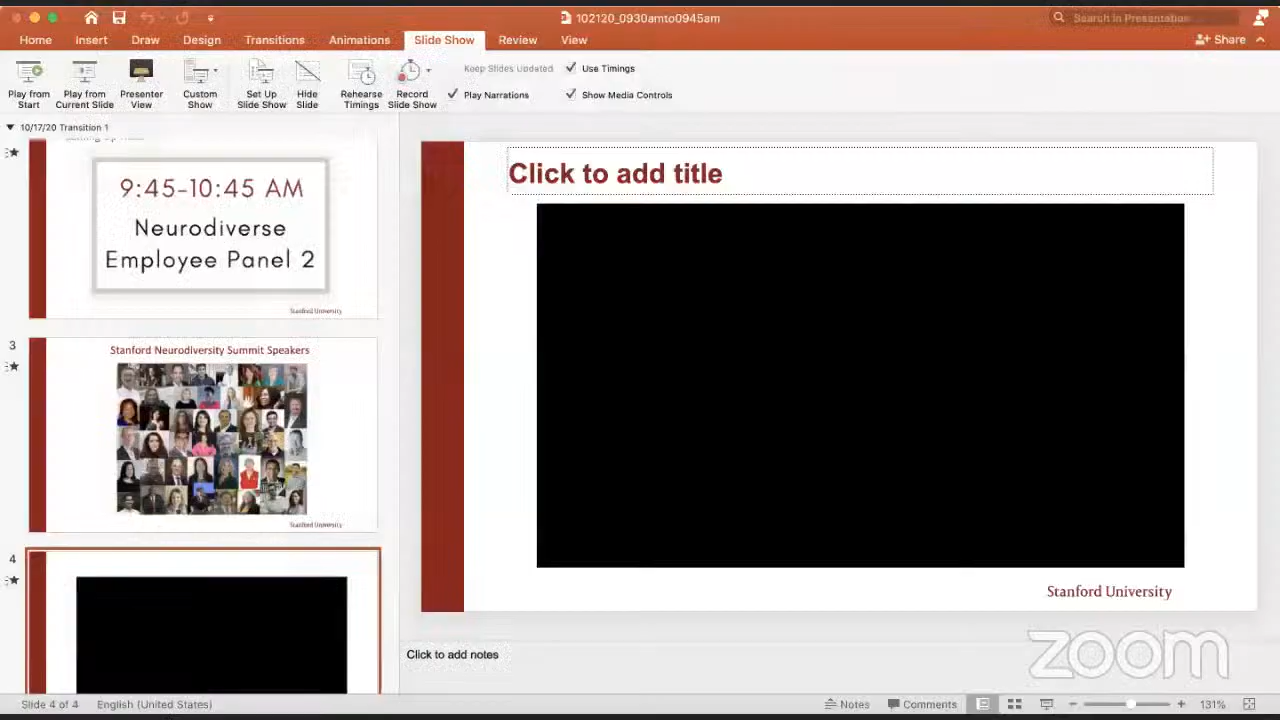 102120_0930amto0945am
Search in Presentation
Home Insert Draw Design Transitions Animations Slide Show Review View
Share
Play from Start
Play from Current Slide
Presenter View
Custom Show
Set Up Slide Show
Hide Slide
Rehearse Timings
Record Slide Show
Keep Slides Updated
Use Timings
Play Narrations
Show Media Controls
10/17/20 Transition 1
9:45-10:45 AM
Neurodiverse
Employee Panel 2
Stanford University
3
Stanford Neurodiversity Summit Speakers
Stanford University
4
Click to add title
Stanford University
Click to add notes
zoom
Slide 4 of 4
English (United States)
Notes
Comments
131%